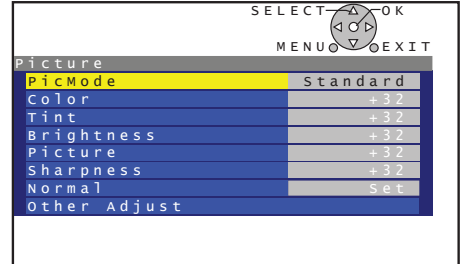 SELECT OK
MENU EXIT
Picture
PicMode Standard
Color +32
Tint +32
Brightness +32
Picture +32
Sharpness +32
Normal Set
Other Adjust